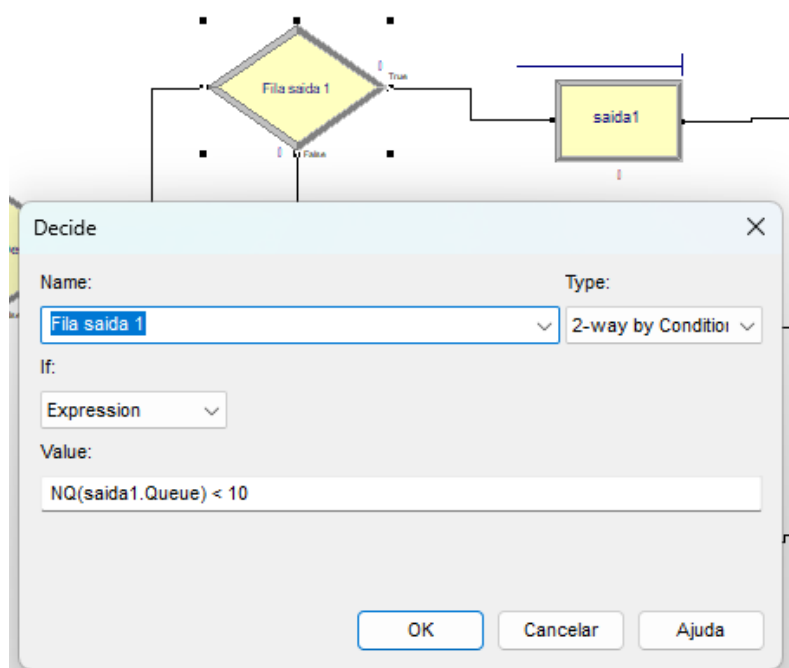 Fila saida 1
True
False
saida1
Decide
Name:
Type:
Fila saida 1
2-way by Condition
If:
Expression
Value:
NQ(saida1.Queue) < 10
OK
Cancelar
Ajuda